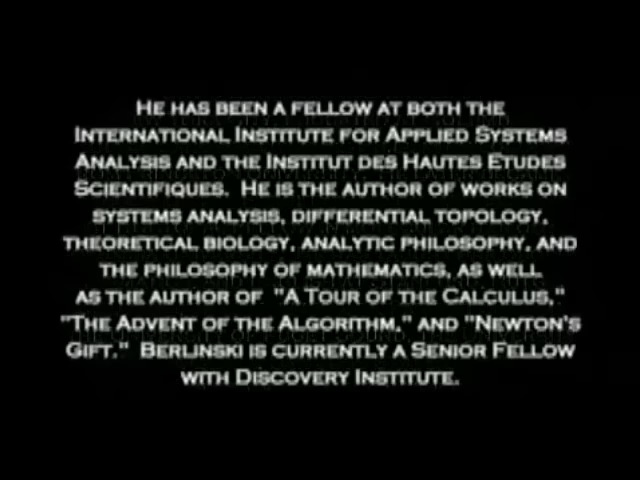 He has been a fellow at both the
International Institute for Applied Systems
Analysis and the Institut des Hautes Etudes
Scientifiques. He is the author of works on
systems analysis, differential topology,
theoretical biology, analytic philosophy, and
the philosophy of mathematics, as well
as the author of "A Tour of the Calculus,"
"The Advent of the Algorithm," and "Newton's
Gift." Berlinski is currently a Senior Fellow
with Discovery Institute.